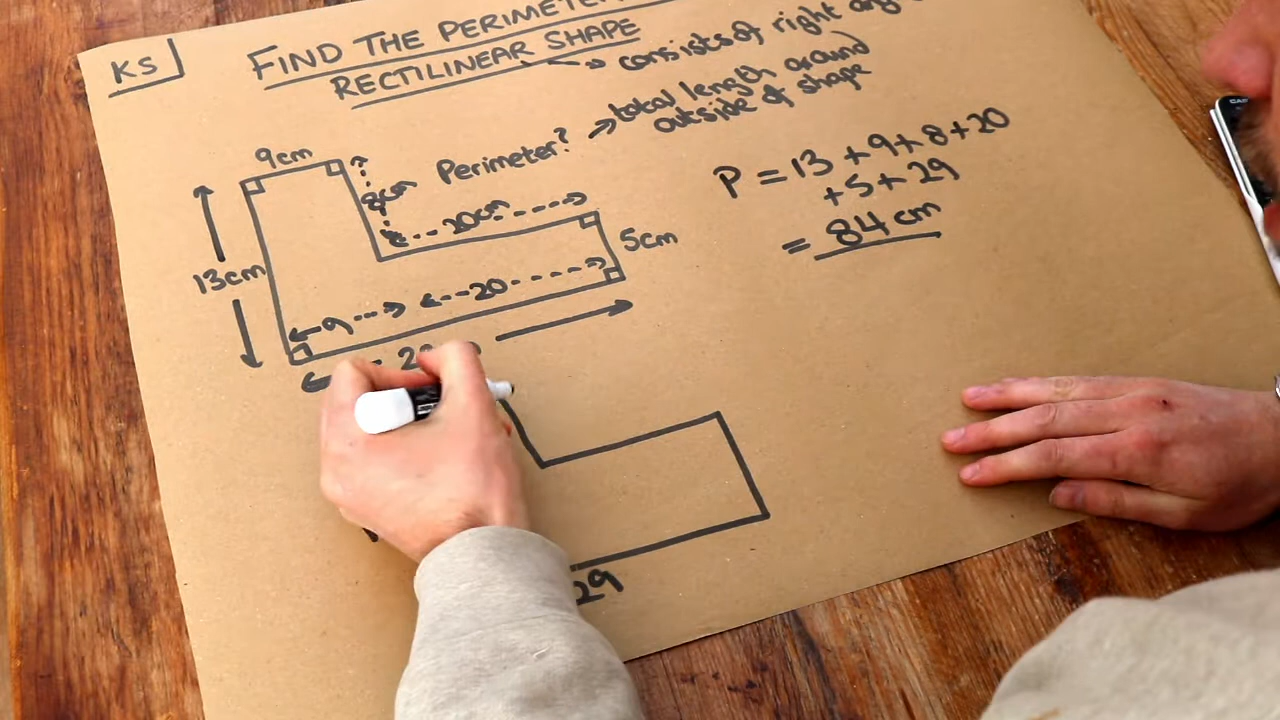 KS
FIND THE PERIMETER
RECTILINEAR SHAPE
consists of right
Perimeter?
total length around
outside of shape
9cm
8cm
20cm
5cm
13cm
9
20
P = 13 + 9 + 8 + 20
+ 5 + 29
= 84 cm
29